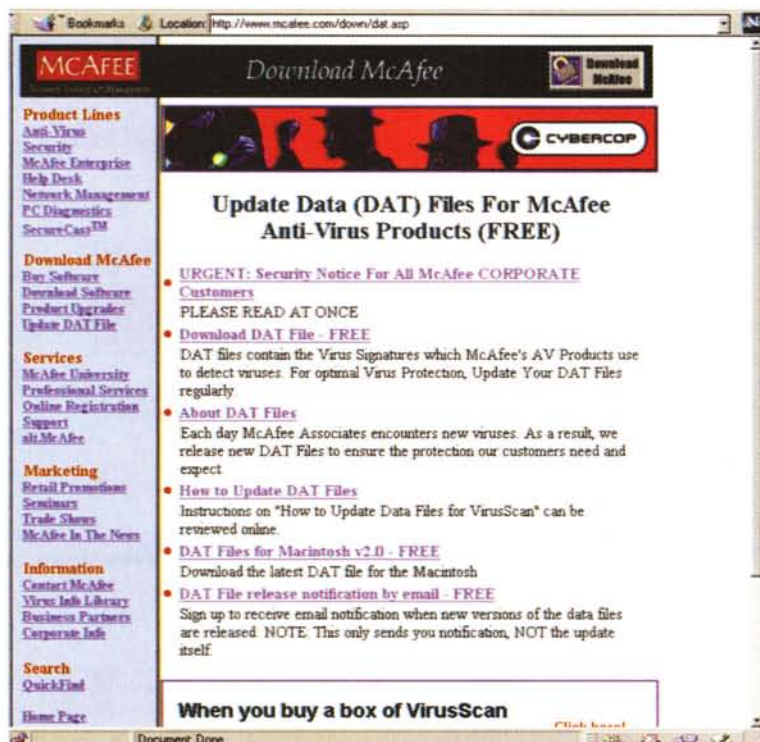 Bookmarks Location: http://www.mcafee.com/down/dat.asp
N
MCAFEE
Download McAfee
Download
McAfee
CYBERCOP
Product Lines
Anti-Virus
Security
McAfee Enterprise
Help Desk
Network Management
PC Diagnostics
SecureCast™
Download McAfee
Buy Software
Download Software
Product Upgrades
Update DAT File
Services
McAfee University
Professional Services
Online Registration
Support
alt.McAfee
Marketing
Retail Promotions
Seminars
Trade Shows
McAfee In The News
Information
Contact McAfee
Virus Info Library
Business Partners
Corporate Info
Search
QuickFind
Home Page
Update Data (DAT) Files For McAfee
Anti-Virus Products (FREE)
URGENT: Security Notice For All McAfee CORPORATE
Customers
PLEASE READ AT ONCE
Download DAT File - FREE
DAT files contain the Virus Signatures which McAfee's AV Products use
to detect viruses. For optimal Virus Protection, Update Your DAT Files
regularly.
About DAT Files
Each day McAfee Associates encounters new viruses. As a result, we
release new DAT Files to ensure the protection our customers need and
expect.
How to Update DAT Files
Instructions on "How to Update Data Files for VirusScan" can be
reviewed online.
DAT Files for Macintosh v2.0 - FREE
Download the latest DAT file for the Macintosh
DAT File release notification by email - FREE
Sign up to receive email notification when new versions of the data files
are released. NOTE: This only sends you notification, NOT the update
itself.
When you buy a box of VirusScan
Click here!
Document: Done